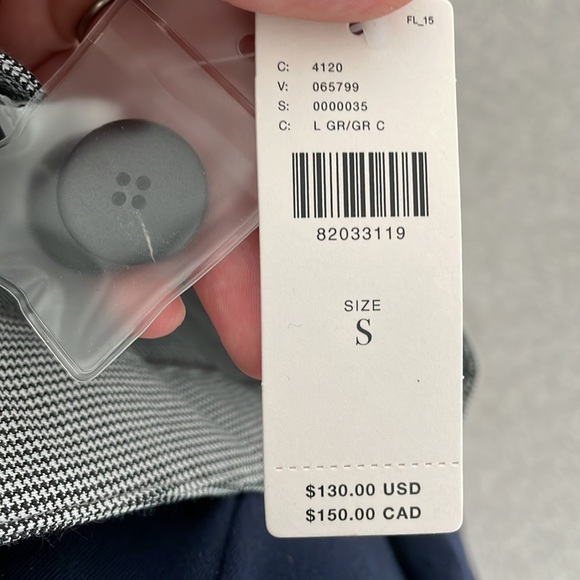 FL_15
C: 4120
V: 065799
S: 0000035
C: L GR/GR C
82033119
SIZE
S
$130.00 USD
$150.00 CAD